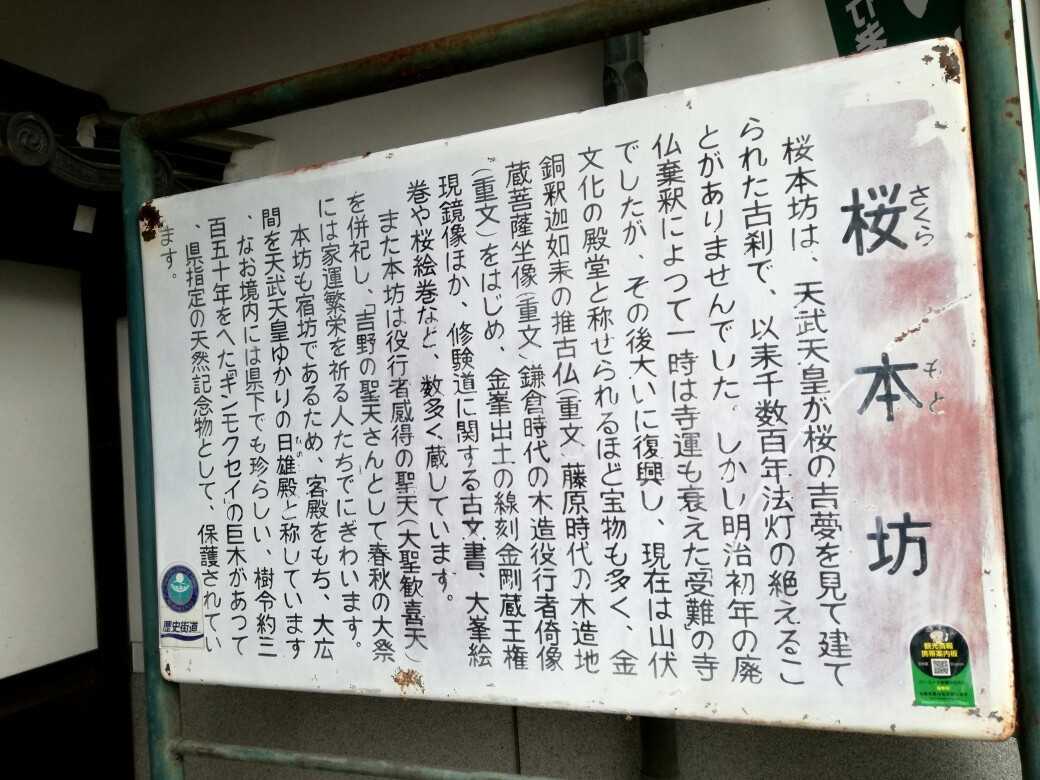 桜本坊
さくら
もと
桜本坊は、天武天皇が桜の吉夢を見て建て
られた古刹で、以来千数百年法灯の絶えるこ
とがありませんでした。しかし明治初年の廃
仏棄釈によって一時は寺運も衰えた受難の寺
でしたが、その後大いに復興し、現在は山伏
文化の殿堂と称せられるほど宝物も多く、金
銅釈迦如来の推古仏(重文)藤原時代の木造地
蔵菩薩坐像(重文)鎌倉時代の木造役行者倚像
(重文)をはじめ、金峯出土の線刻金剛蔵王権
現鏡像ほか、修験道に関する古文書、大峯絵
巻や桜絵巻など、数多く蔵しています。
また本坊は役行者感得の聖天(大聖歓喜天)
を併祀し、「吉野の聖天さんとして春秋の大祭
には家運繁栄を祈る人たちでにぎわいます。
本坊も宿坊であるため、客殿をもち、大広
間を天武天皇ゆかりの日雄殿と称しています
、なお境内には県下でも珍らしい、樹令約三
百五十年をへた「ギンモクセイ」の巨木があって
、県指定の天然記念物として、保護されてい
ます。
歴史街道
観光情報
携帯案内板